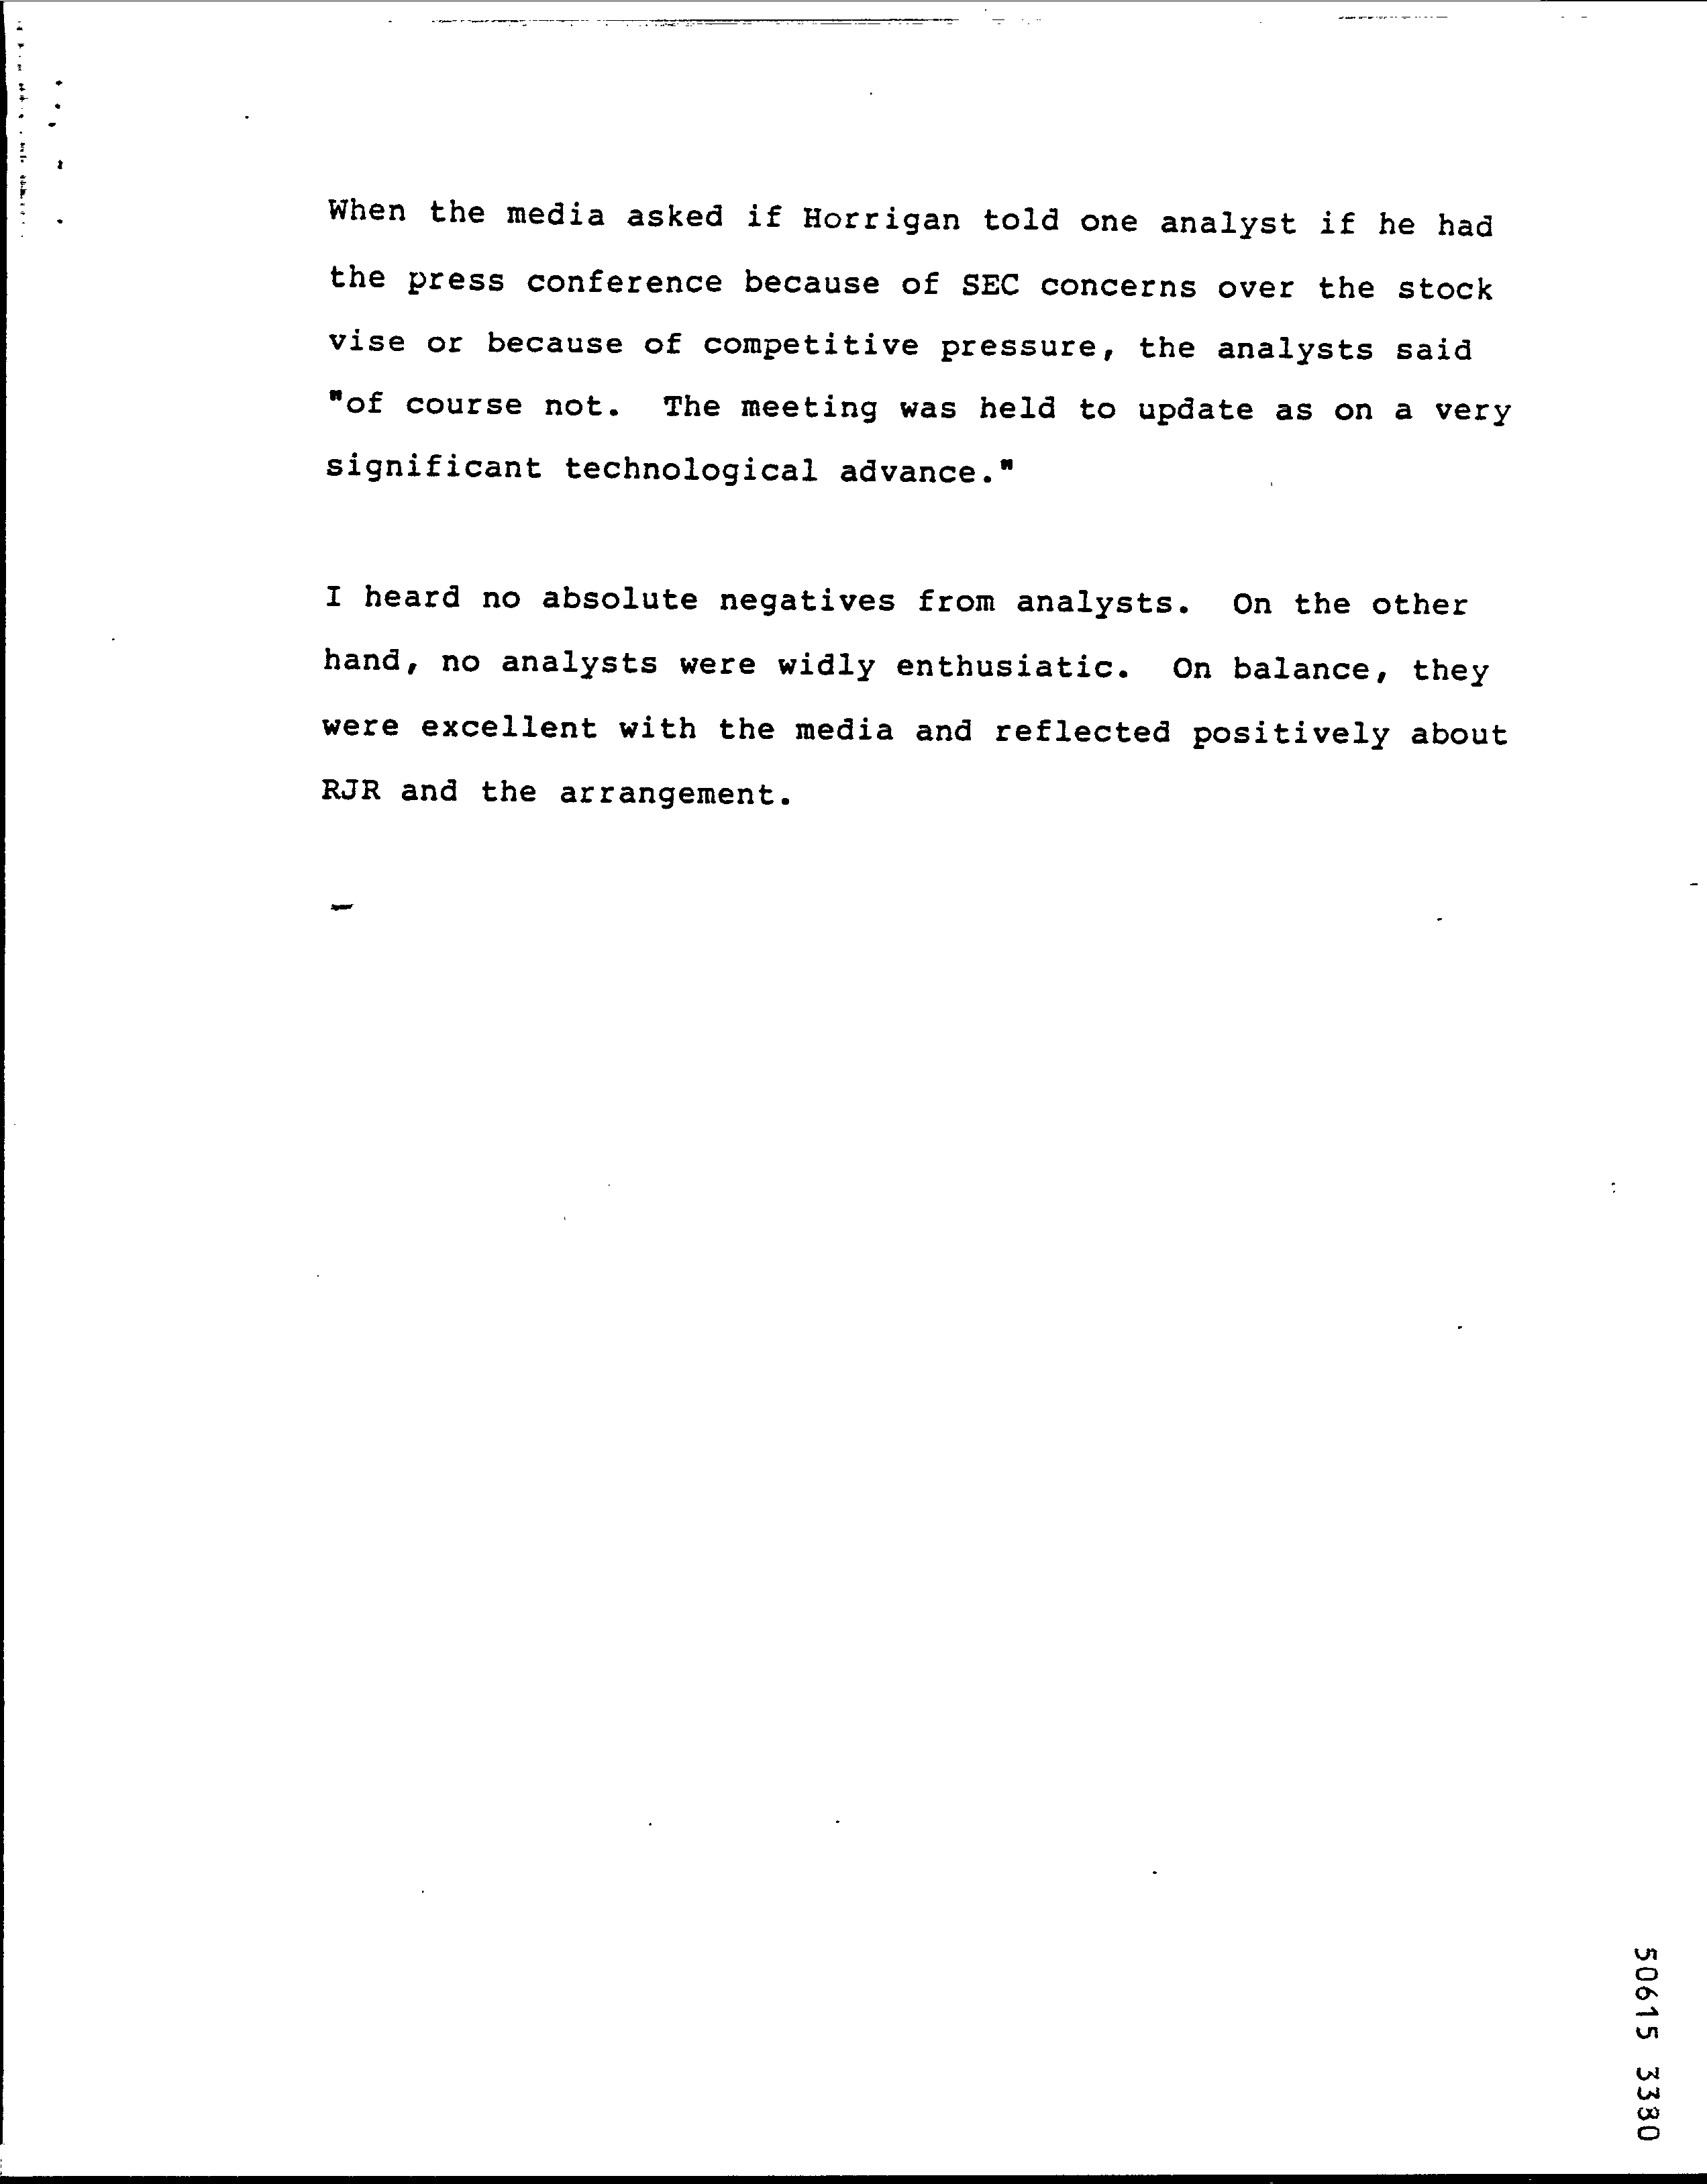 When the media asked if Horrigan told one analyst if he had
the press conference because of SEC concerns over the stock
vise or because of competitive pressure, the analysts said
"of course not.  The meeting was held to update as on a very
significant technological advance."
I heard no absolute negatives from analysts.  On the other
hand, no analysts were widly enthusiatic.  On balance, they
were excellent with the media and reflected positively about
RJR and the arrangement.
50615 3380